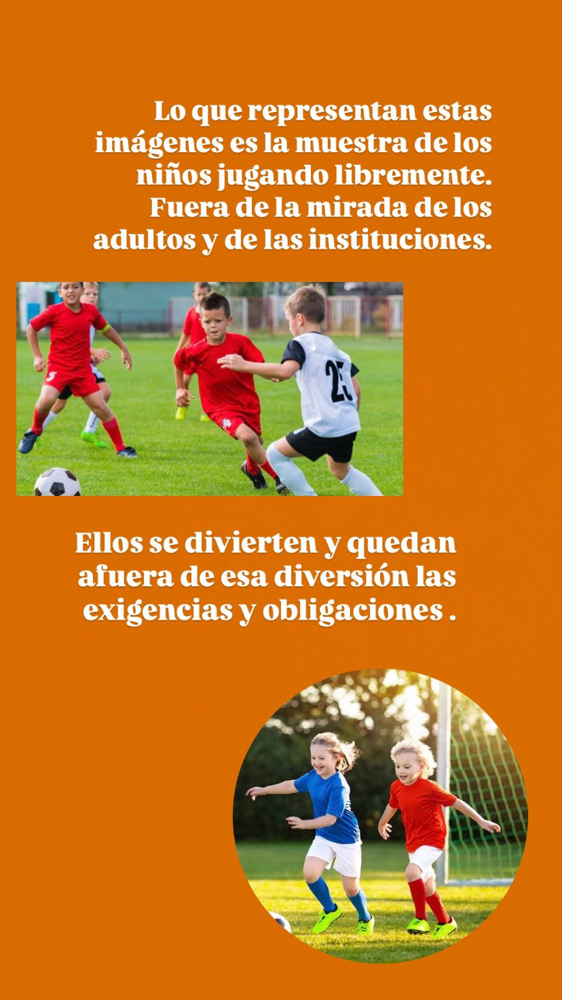 Lo que representan estas
imágenes es la muestra de los
niños jugando libremente.
Fuera de la mirada de los
adultos y de las instituciones.
5
25
Ellos se divierten y quedan
afuera de esa diversión las
exigencias y obligaciones .